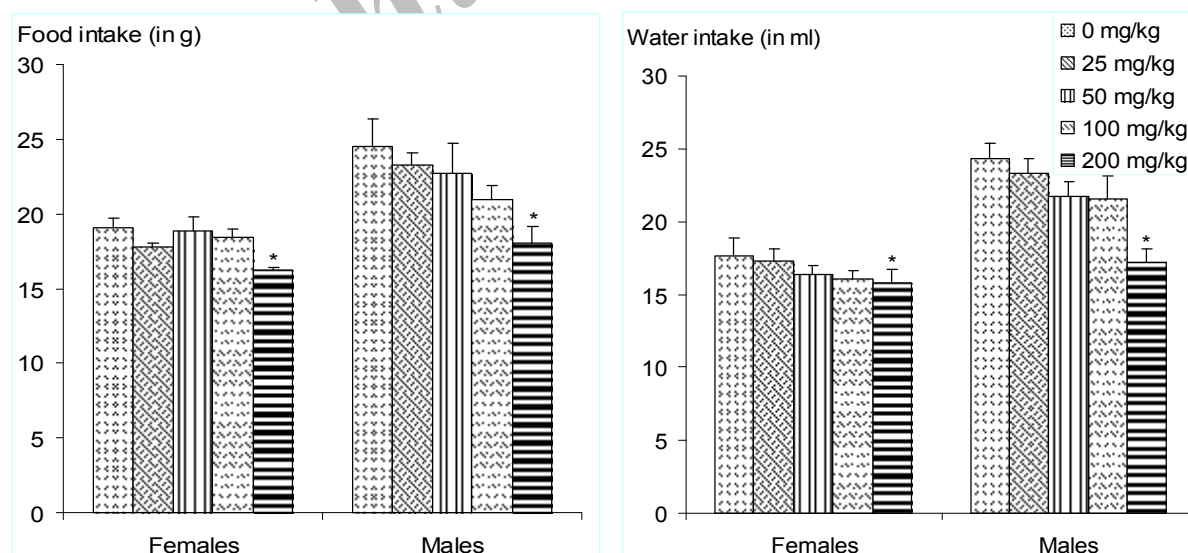 Food intake (in g)
30
25
20
15
10
5
0
*
*
Females
Males
Water intake (in ml)
30
25
20
15
10
5
0
*
*
Females
Males
0 mg/kg
25 mg/kg
50 mg/kg
100 mg/kg
200 mg/kg